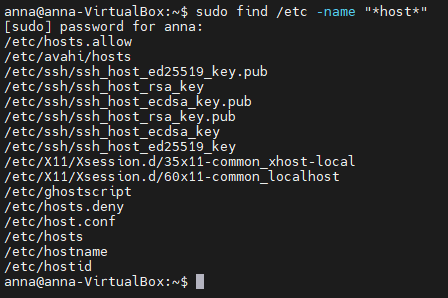 anna@anna-VirtualBox:~$ sudo find /etc -name "*host*"
[sudo] password for anna:
/etc/hosts.allow
/etc/avahi/hosts
/etc/ssh/ssh_host_ed25519_key.pub
/etc/ssh/ssh_host_rsa_key
/etc/ssh/ssh_host_ecdsa_key.pub
/etc/ssh/ssh_host_rsa_key.pub
/etc/ssh/ssh_host_ecdsa_key
/etc/ssh/ssh_host_ed25519_key
/etc/X11/Xsession.d/35x11-common_xhost-local
/etc/X11/Xsession.d/60x11-common_localhost
/etc/ghostscript
/etc/hosts.deny
/etc/host.conf
/etc/hosts
/etc/hostname
/etc/hostid
anna@anna-VirtualBox:~$